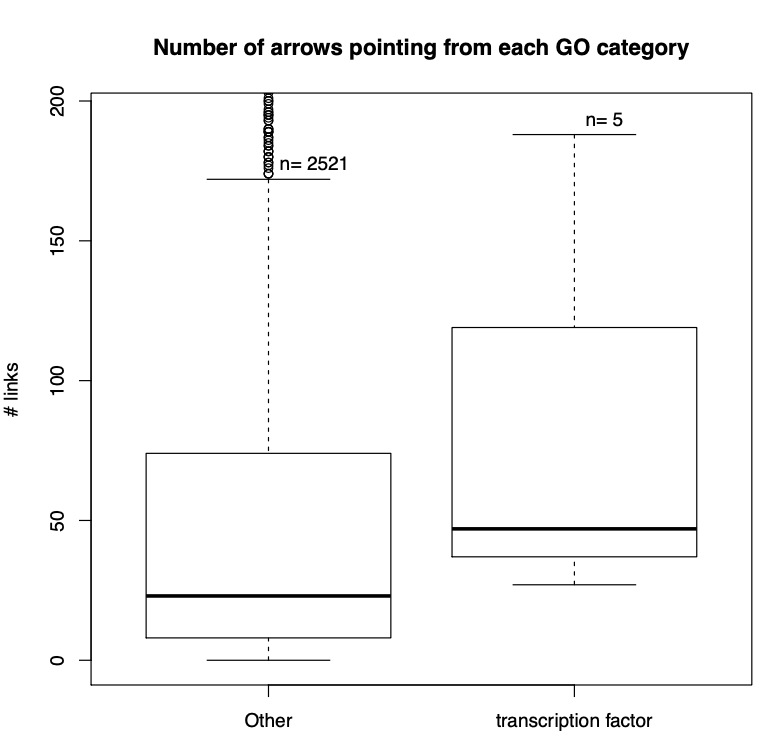 Number of arrows pointing from each GO category
200
n= 5
n= 2521
150
100
# links
50
0
Other
transcription factor